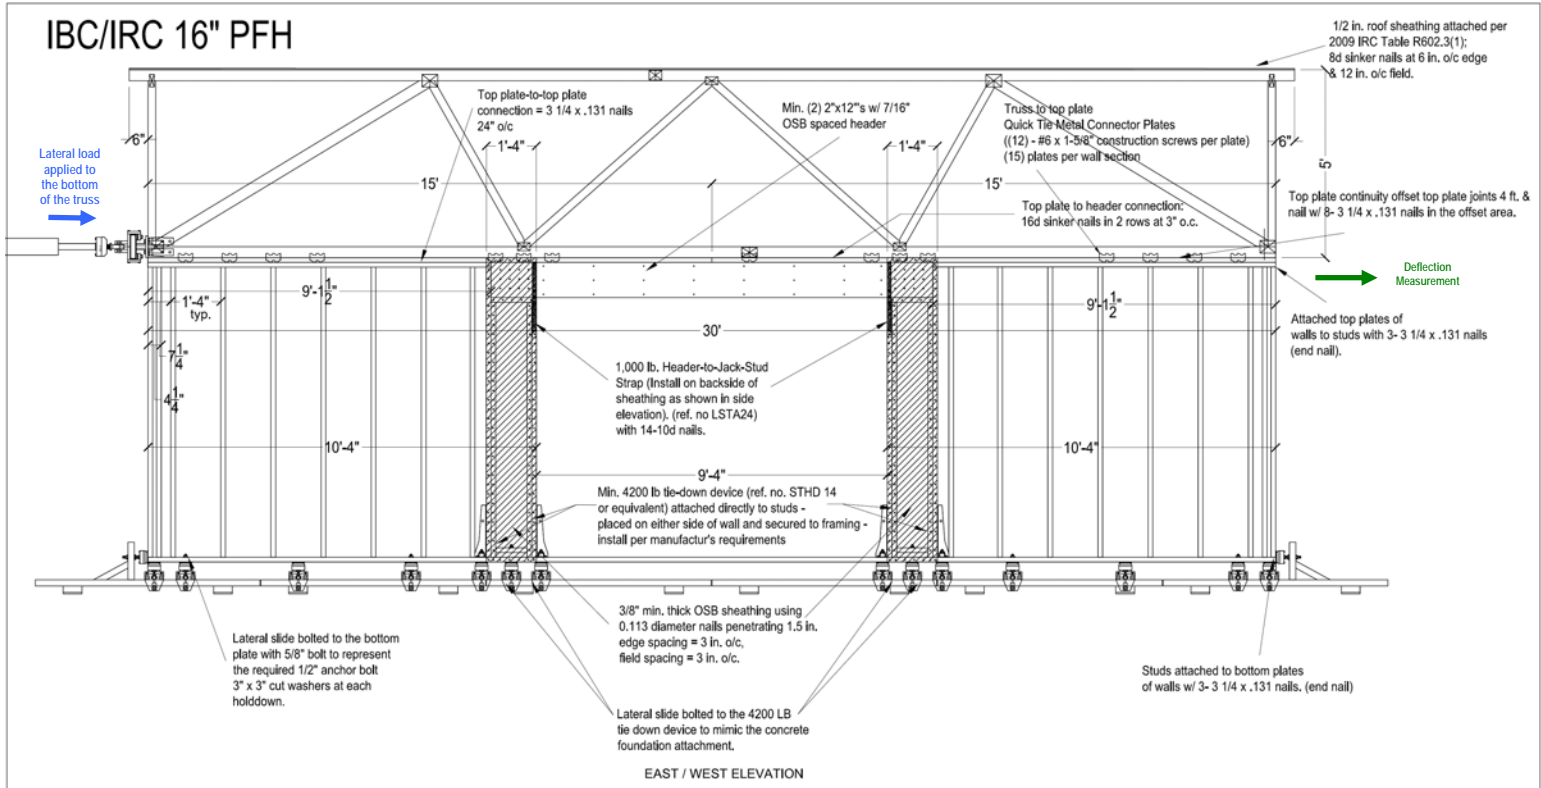 IBC/IRC 16" PFH
1/2 in. roof sheathing attached per
2009 IRC Table R602.3(1);
8d sinker nails at 6 in. o/c edge
& 12 in. o/c field.
Top plate-to-top plate
connection = 3 1/4 x .131 nails
24" o/c
Min. (2) 2"x12"'s w/ 7/16"
OSB spaced header
Truss to top plate
Quick Tie Metal Connector Plates
((12) - #6 x 1-5/8" construction screws per plate)
(15) plates per wall section
6"
1'-4"
1'-4"
6"
5'
Lateral load
applied to
the bottom
of the truss
15'
15'
Top plate to header connection:
16d sinker nails in 2 rows at 3" o.c.
Top plate continuity offset top plate joints 4 ft. &
nail w/ 8- 3 1/4 x .131 nails in the offset area.
Deflection
Measurement
9'-1 1/2"
9'-1 1/2"
1'-4"
typ.
30'
Attached top plates of
walls to studs with 3- 3 1/4 x .131 nails
(end nail).
7 1/4"
4 1/4"
1,000 lb. Header-to-Jack-Stud
Strap (Install on backside of
sheathing as shown in side
elevation). (ref. no LSTA24)
with 14-10d nails.
10'-4"
10'-4"
9'-4"
Min. 4200 lb tie-down device (ref. no. STHD 14
or equivalent) attached directly to studs -
placed on either side of wall and secured to framing -
install per manufactur's requirements
3/8" min. thick OSB sheathing using
0.113 diameter nails penetrating 1.5 in.
edge spacing = 3 in. o/c,
field spacing = 3 in. o/c.
Lateral slide bolted to the bottom
plate with 5/8" bolt to represent
the required 1/2" anchor bolt
3" x 3" cut washers at each
holddown.
Studs attached to bottom plates
of walls w/ 3- 3 1/4 x .131 nails. (end nail)
Lateral slide bolted to the 4200 LB
tie down device to mimic the concrete
foundation attachment.
EAST / WEST ELEVATION